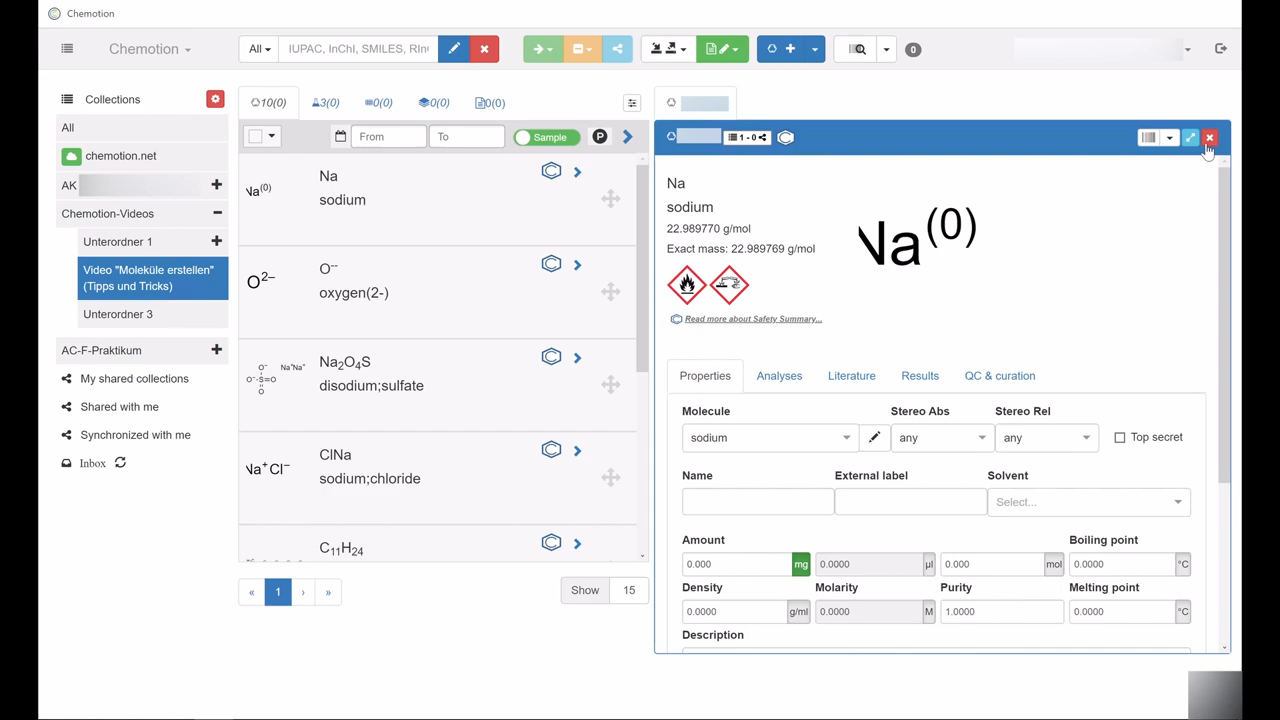 Chemotion
Chemotion
All
IUPAC, InChI, SMILES, RIn
0
Collections
All
chemotion.net
AK
Chemotion-Videos
Unterordner 1
Video "Moleküle erstellen"
(Tipps und Tricks)
Unterordner 3
AC-F-Praktikum
My shared collections
Shared with me
Synchronized with me
Inbox
10(0) 3(0) 0(0) 0(0) 0(0)
From To Sample P
Na(0)
Na
sodium
O2−
O--
oxygen(2-)
O− Na+Na+
O−-S=O
O
Na2O4S
disodium;sulfate
Na+Cl−
ClNa
sodium;chloride
C11H24
« 1 › »
Show 15
1 - 0
Na
sodium
22.989770 g/mol
Exact mass: 22.989769 g/mol
Na(0)
Read more about Safety Summary...
Properties Analyses Literature Results QC & curation
Molecule Stereo Abs Stereo Rel
sodium any any Top secret
Name External label Solvent
Select...
Amount Boiling point
0.000 mg 0.0000 µl 0.000 mol 0.0000 °C
Density Molarity Purity Melting point
0.0000 g/ml 0.0000 M 1.0000 0.0000 °C
Description